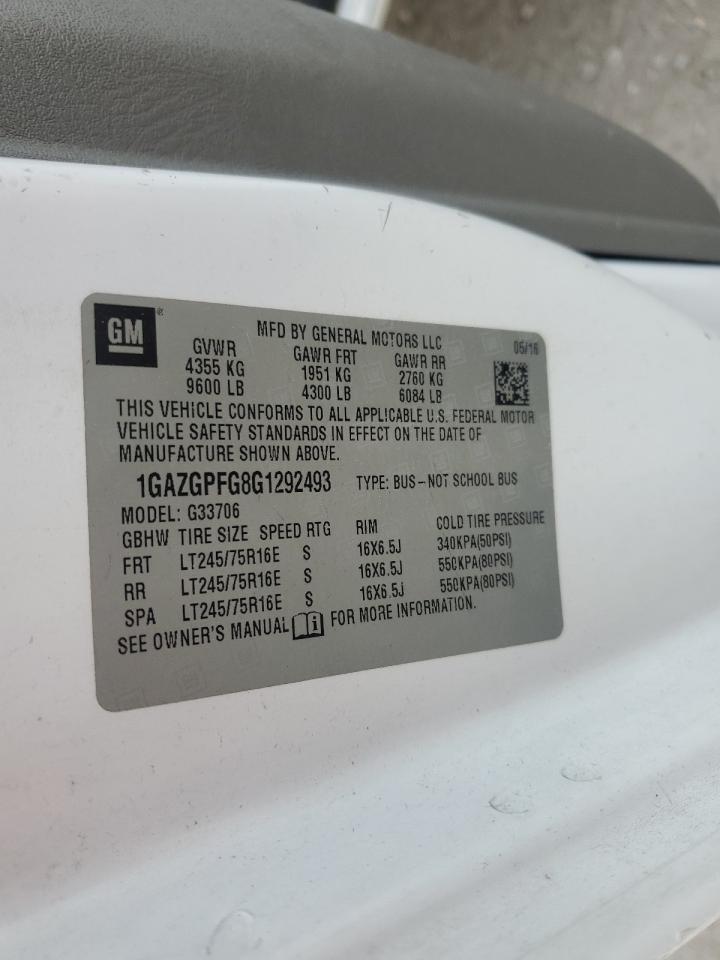 GM®
MFD BY GENERAL MOTORS LLC 05/16
GVWR GAWR FRT GAWR RR
4355 KG 1951 KG 2760 KG
9600 LB 4300 LB 6084 LB
THIS VEHICLE CONFORMS TO ALL APPLICABLE U.S. FEDERAL MOTOR
VEHICLE SAFETY STANDARDS IN EFFECT ON THE DATE OF
MANUFACTURE SHOWN ABOVE.
1GAZGPFG8G1292493 TYPE: BUS–NOT SCHOOL BUS
MODEL: G33706
GBHW TIRE SIZE SPEED RTG RIM COLD TIRE PRESSURE
FRT LT245/75R16E S 16X6.5J 340KPA(50PSI)
RR LT245/75R16E S 16X6.5J 550KPA(80PSI)
SPA LT245/75R16E S 16X6.5J 550KPA(80PSI)
SEE OWNER'S MANUAL FOR MORE INFORMATION.